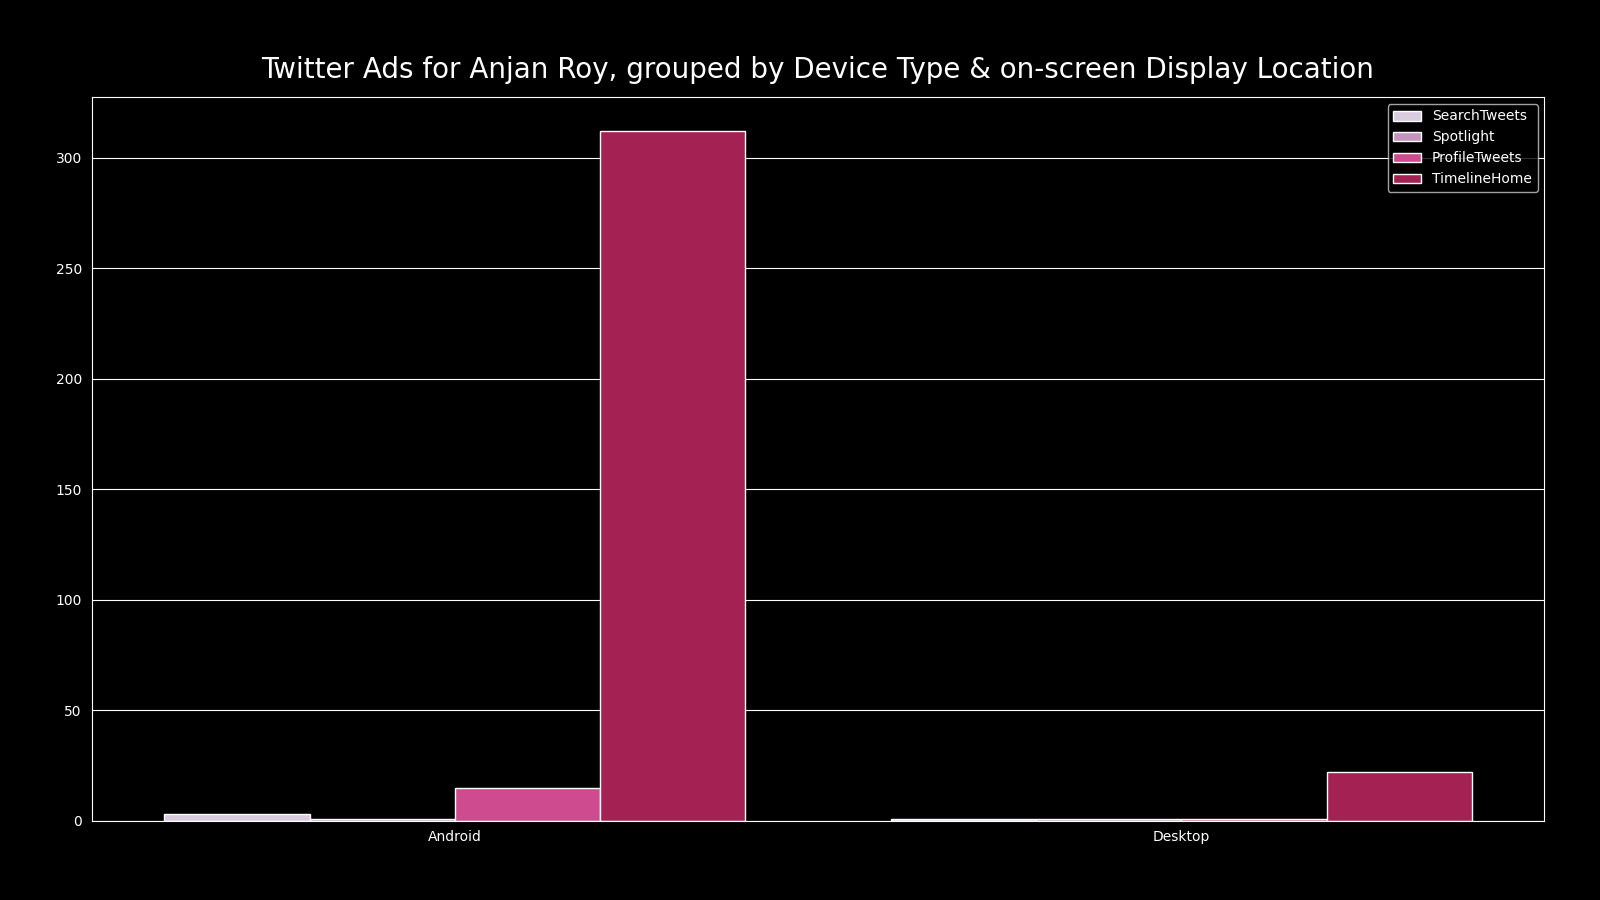 Twitter Ads for Anjan Roy, grouped by Device Type & on-screen Display Location
SearchTweets
Spotlight
ProfileTweets
TimelineHome
300
250
200
150
100
50
0
Android
Desktop